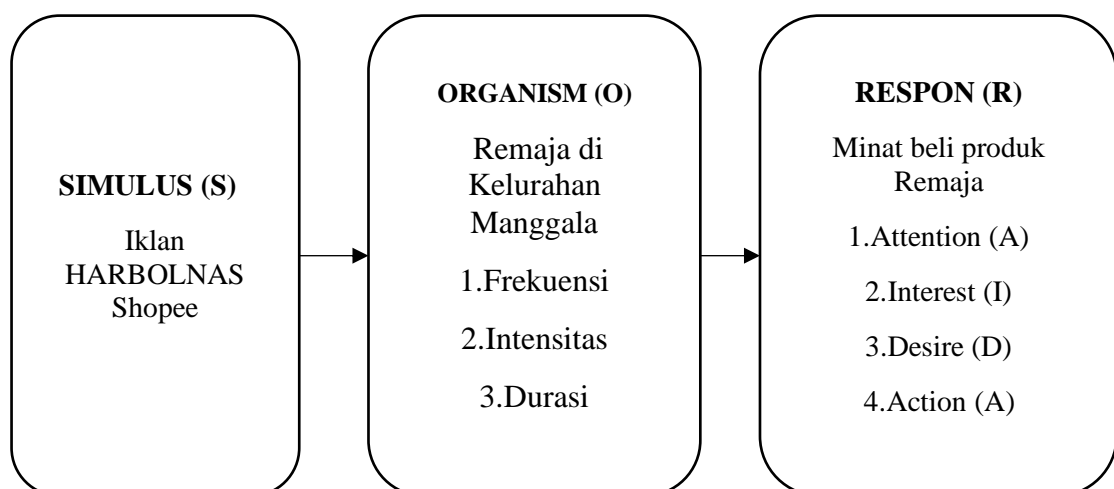 SIMULUS (S)
Iklan
HARBOLNAS
Shopee
ORGANISM (O)
Remaja di
Kelurahan
Manggala
1.Frekuensi
2.Intensitas
3.Durasi
RESPON (R)
Minat beli produk
Remaja
1.Attention (A)
2.Interest (I)
3.Desire (D)
4.Action (A)